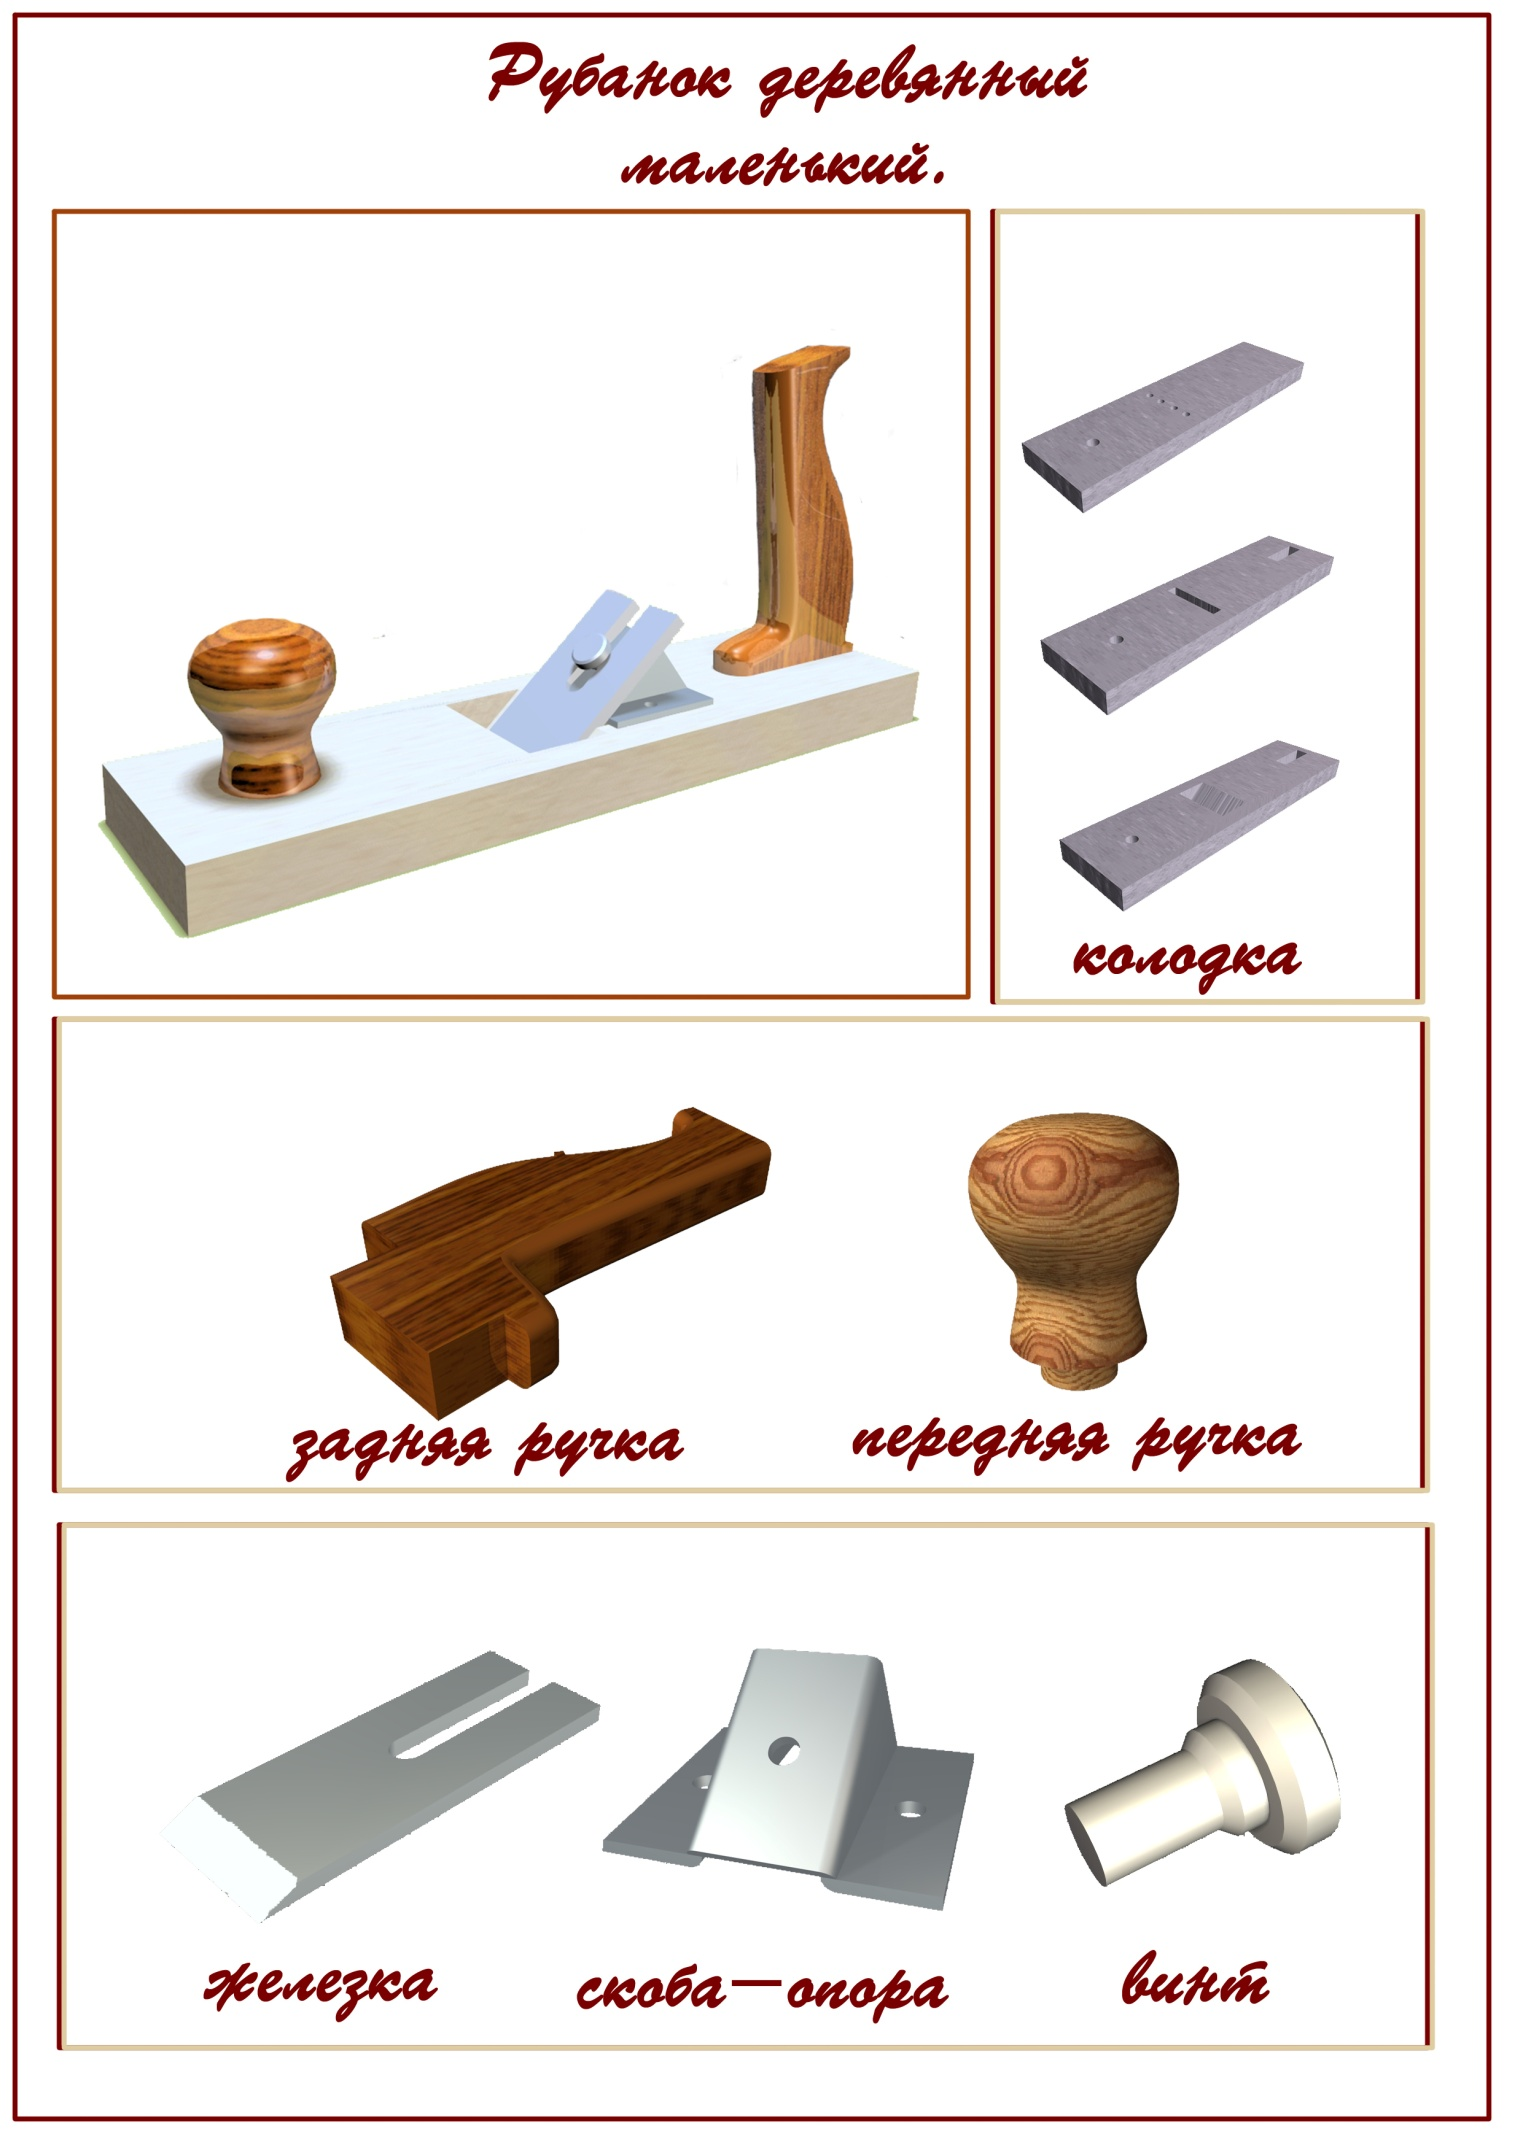 Рубанок деревянный
маленький.
колодка
задняя ручка
передняя ручка
железка
скоба—опора
винт